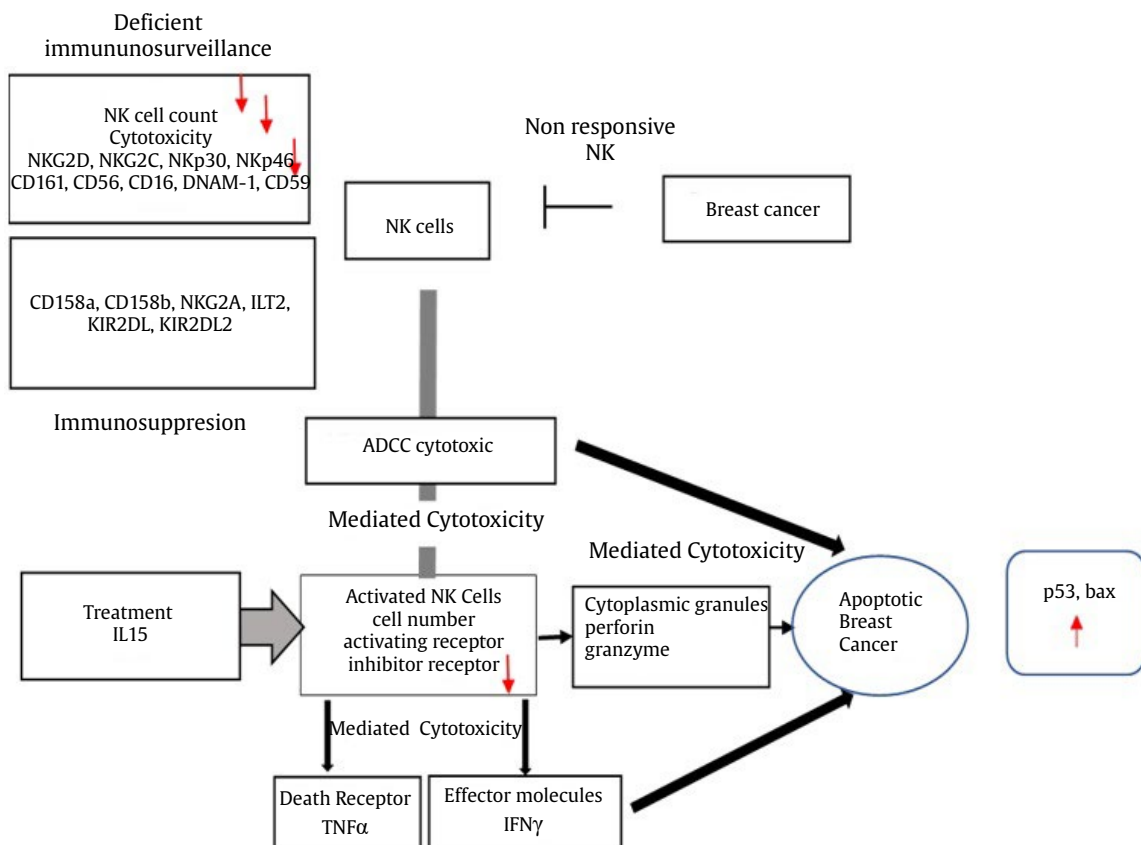 Deficient
immununosurveillance
NK cell count
Cytotoxicity
NKG2D, NKG2C, NKp30, NKp46
CD161, CD56, CD16, DNAM-1, CD59
Non responsive
NK
NK cells
Breast cancer
CD158a, CD158b, NKG2A, ILT2,
KIR2DL, KIR2DL2
Immunosuppresion
ADCC cytotoxic
Mediated Cytotoxicity
Mediated Cytotoxicity
Treatment
IL15
Activated NK Cells
cell number
activating receptor
inhibitor receptor
Cytoplasmic granules
perforin
granzyme
Apoptotic
Breast
Cancer
p53, bax
Mediated Cytotoxicity
Death Receptor
TNFα
Effector molecules
IFNγ